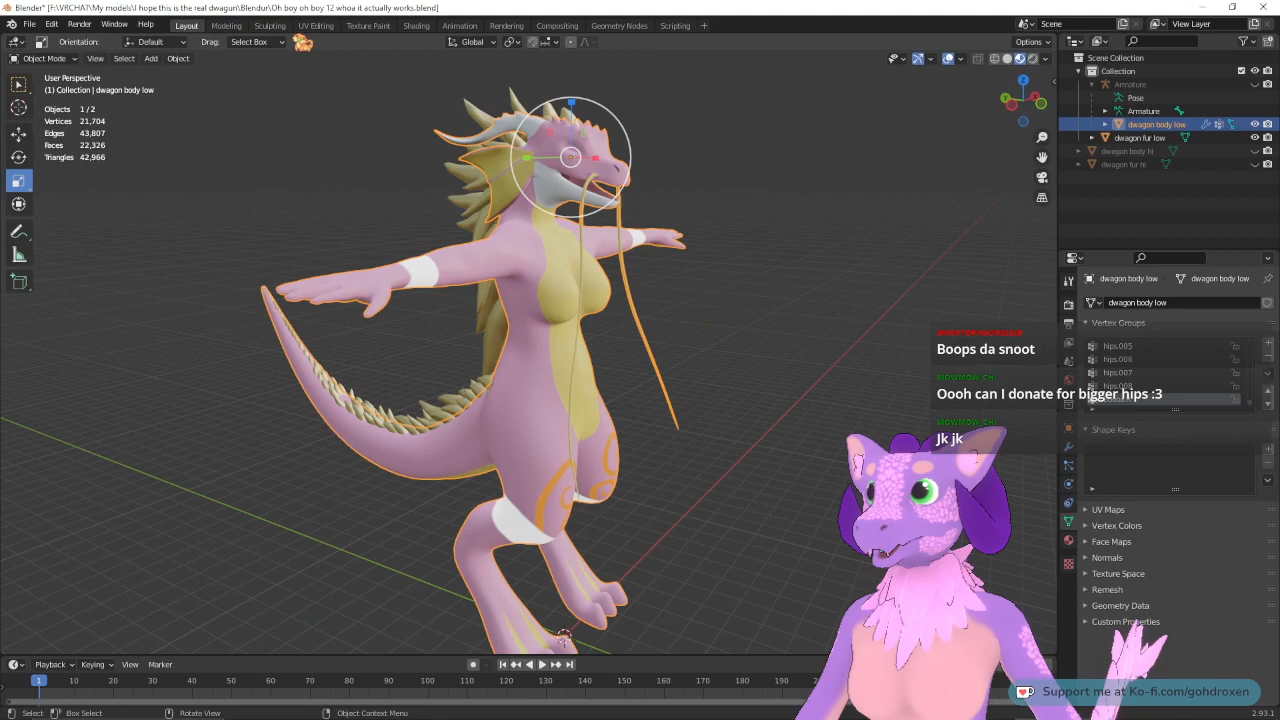 Blender* [F:\VRCHAT\My models\I hope this is the real dwagon\Blendur\Oh boy oh boy 12 whoa it actually works.blend]
File Edit Render Window Help Layout Modeling Sculpting UV Editing Texture Paint Shading Animation Rendering Compositing Geometry Nodes Scripting + Scene View Layer
Orientation: Default Drag: Select Box Global Options
Object Mode View Select Add Object
Scene Collection
Collection
Armature
Pose
Armature
dwagon body low
dwagon fur low
dwagon body hi
dwagon fur hi
User Perspective
(1) Collection | dwagon body low
Objects 1 / 2
Vertices 21,704
Edges 43,807
Faces 22,326
Triangles 42,966
dwagon body low dwagon body low
dwagon body low
Vertex Groups
hips.005
hips.006
hips.007
hips.008
Shape Keys
UV Maps
Vertex Colors
Face Maps
Normals
Texture Space
Remesh
Geometry Data
Custom Properties
Boops da snoot
MOWMOW_CHI
Oooh can I donate for bigger hips :3
MOWMOW_CHI
Jk jk
Support me at Ko-fi.com/gohdroxen
Playback Keying View Marker
1 10 20 30 40 50 60 70 80 90 100 110 120 130 140 150 160 170 180 190
Select Box Select Rotate View Object Context Menu 2.93.1